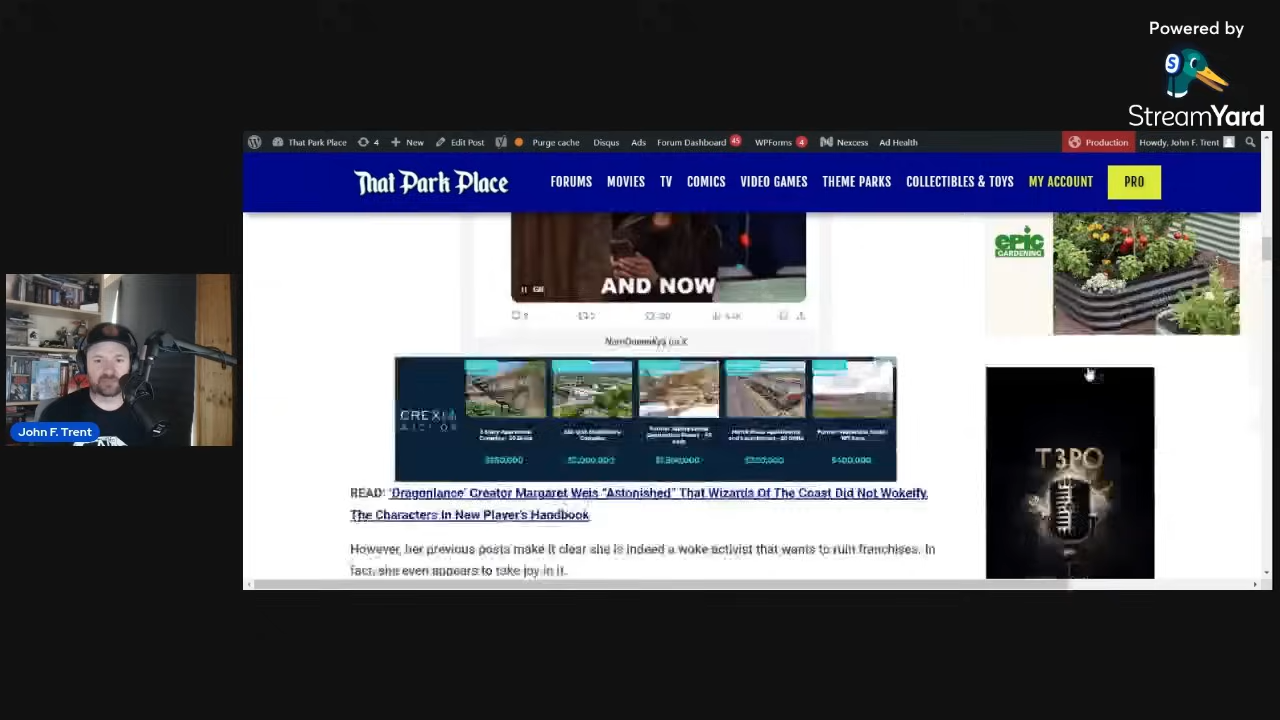 Powered by
StreamYard
That Park Place 4 New Edit Post Purge cache Disqus Ads Forum Dashboard 45 WPForms 4 Nexcess Ad Health Production Howdy, John F. Trent
That Park Place FORUMS MOVIES TV COMICS VIDEO GAMES THEME PARKS COLLECTIBLES & TOYS MY ACCOUNT PRO
epic
GARDENING
AND NOW
GIF
CREXi
AUCTION
$400,000
T3PO
READ: 'Dragonlance' Creator Margaret Weis "Astonished" That Wizards Of The Coast Did Not Wokeify
The Characters In New Player's Handbook
However, her previous posts make it clear she is indeed a woke activist that wants to ruin franchises. In
fact, she even appears to take joy in it.
John F. Trent